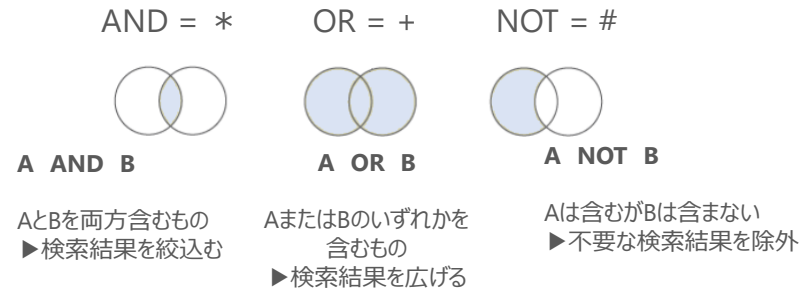 AND = ＊
OR = +
NOT = #
A AND B
AとBを両方含むもの
▶検索結果を絞込む
A OR B
AまたはBのいずれかを
含むもの
▶検索結果を広げる
A NOT B
Aは含むがBは含まない
▶不要な検索結果を除外